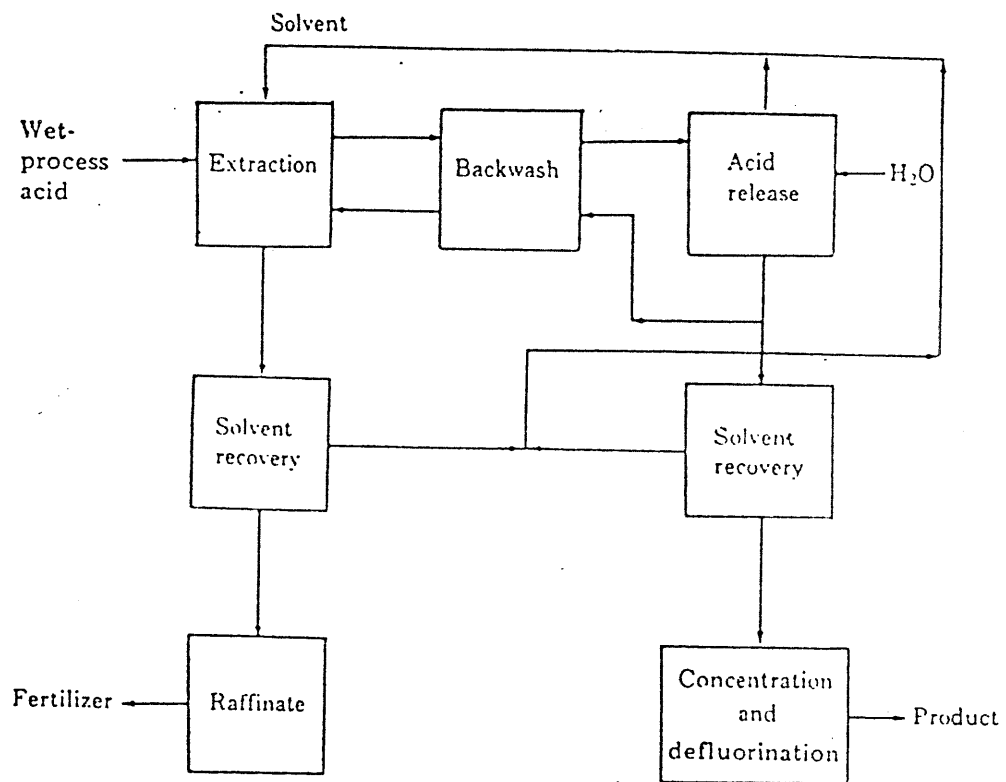 Solvent
Wet-
process
acid
Extraction
Backwash
Acid
release
H₂O
Solvent
recovery
Solvent
recovery
Fertilizer
Raffinate
Concentration
and
defluorination
Product